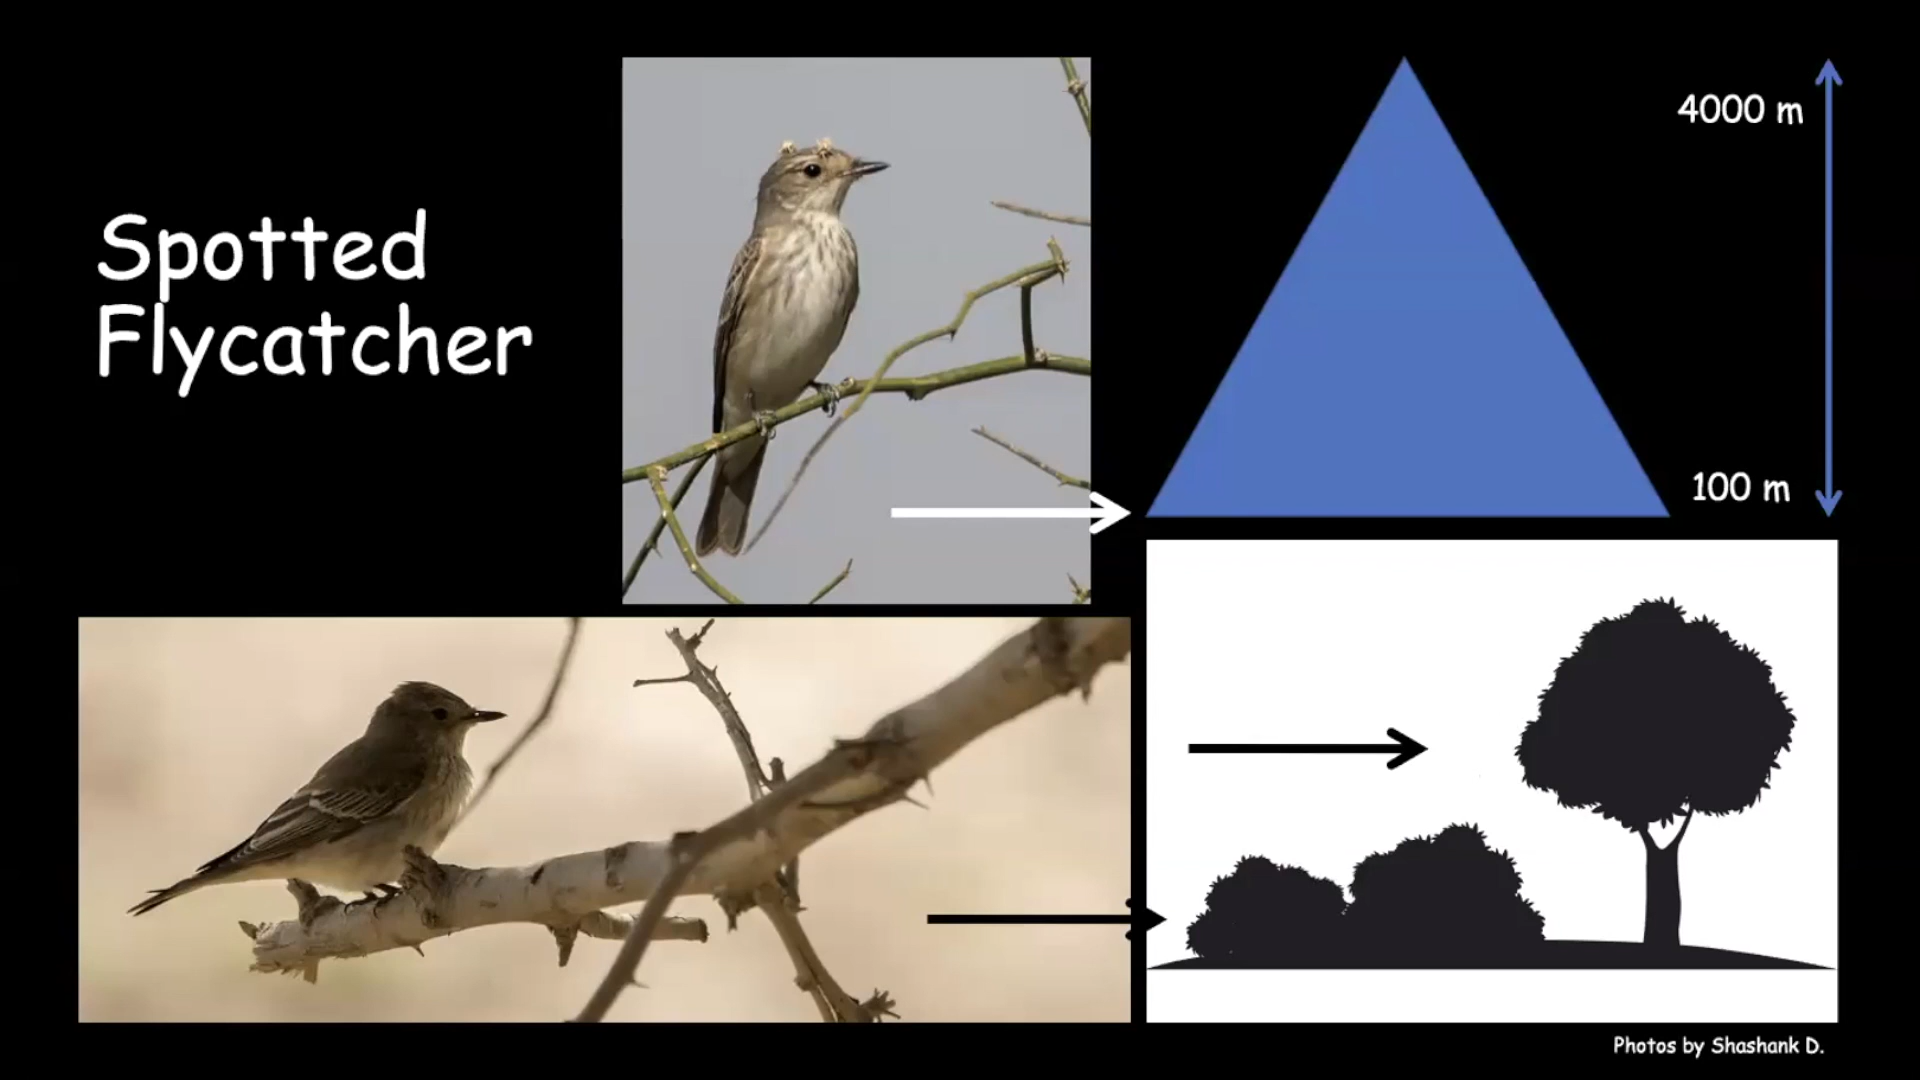 Spotted
Flycatcher
4000 m
100 m
Photos by Shashank D.